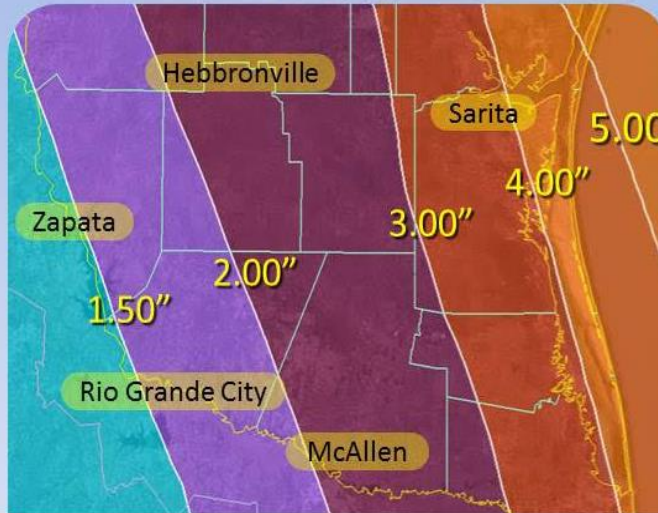 Hebbronville
Sarita
5.00
4.00”
Zapata
3.00”
2.00”
1.50”
Rio Grande City
McAllen